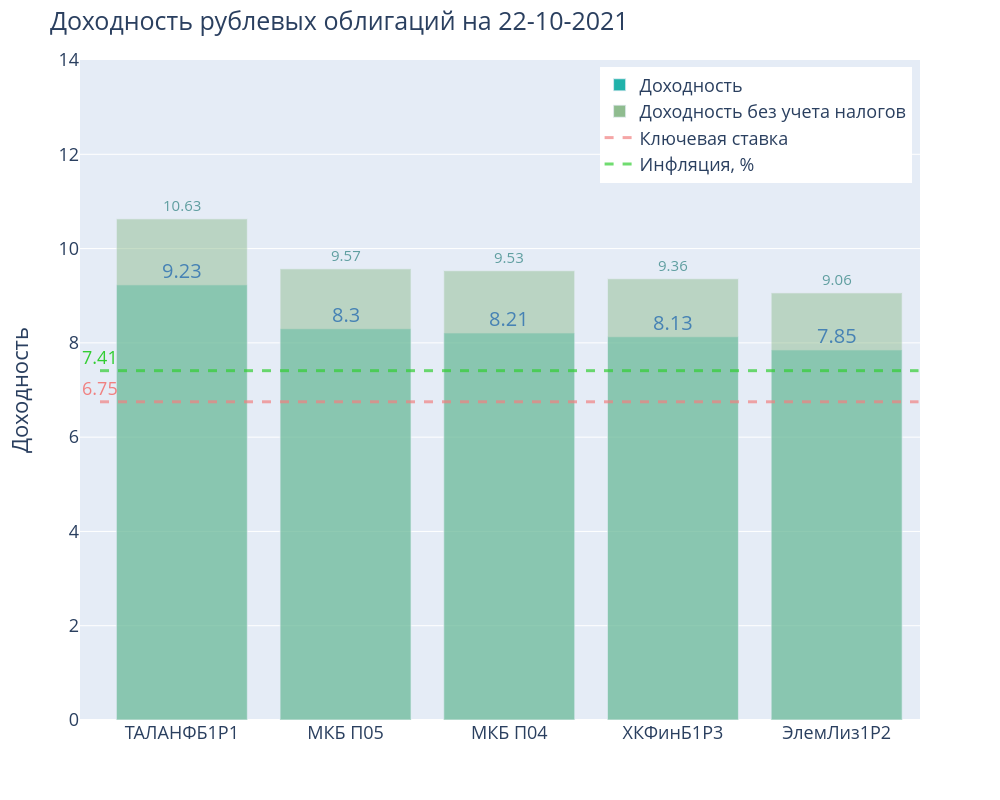 Доходность рублевых облигаций на 22-10-2021
Доходность
Доходность без учета налогов
Ключевая ставка
Инфляция, %
14
12
10
8
6
4
2
0
Доходность
10.63
9.57
9.53
9.36
9.06
9.23
8.3
8.21
8.13
7.85
7.41
6.75
ТАЛАНФБ1Р1
МКБ П05
МКБ П04
ХКФинБ1Р3
ЭлемЛиз1Р2